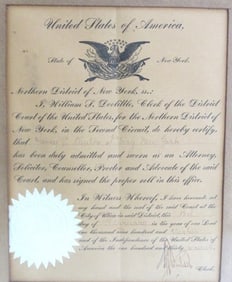 United States of America.
State of New York.
Northern District of New York, ss.:
I, William S. Doolittle, Clerk of the District
Court of the United States, for the Northern District of
New York, in the Second Circuit, do hereby certify,
that
has been duly admitted and sworn as an Attorney,
Solicitor, Counsellor, Proctor and Advocate of the said
Court, and has signed the proper roll in this office.
In Witness Whereof, I have hereunto set
my hand and the seal of the said Court at the
City of Utica in said District this
day of in the year of our Lord
one thousand nine hundred and
of the Independence of the United States of
America the one hundred and
Clerk.